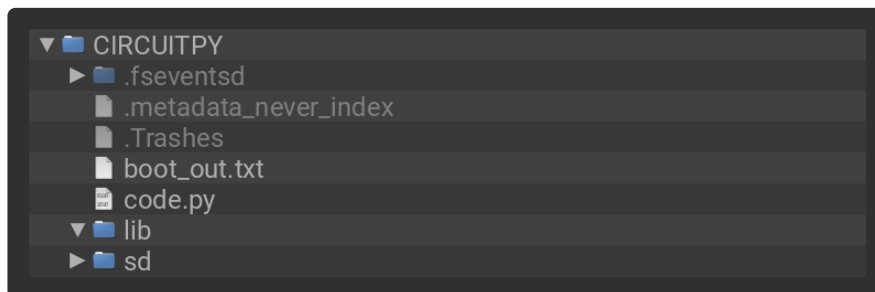 CIRCUITPY
.fseventsd
.metadata_never_index
.Trashes
boot_out.txt
code.py
lib
sd